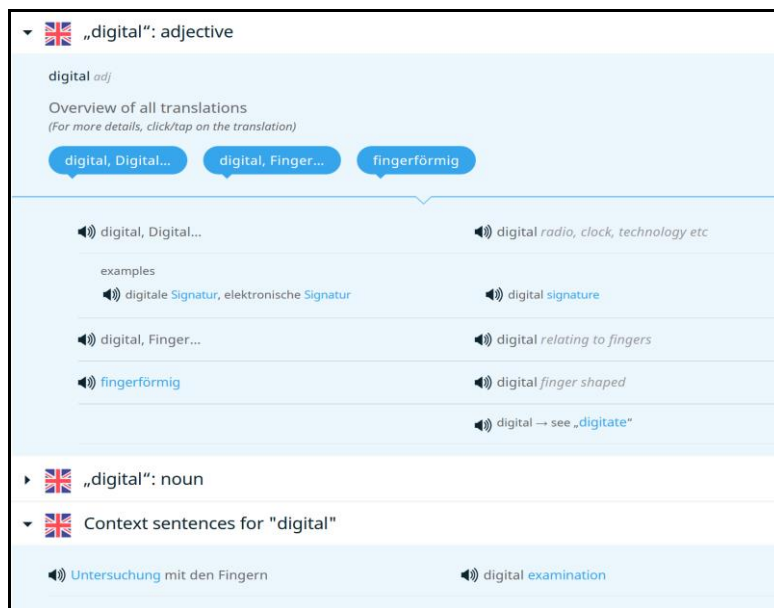 „digital“: adjective
digital adj
Overview of all translations
(For more details, click/tap on the translation)
digital, Digital... digital, Finger... fingerförmig
digital, Digital... digital radio, clock, technology etc
examples
digitale Signatur, elektronische Signatur digital signature
digital, Finger... digital relating to fingers
fingerförmig digital finger shaped
digital → see „digitate“
„digital“: noun
Context sentences for "digital"
Untersuchung mit den Fingern digital examination